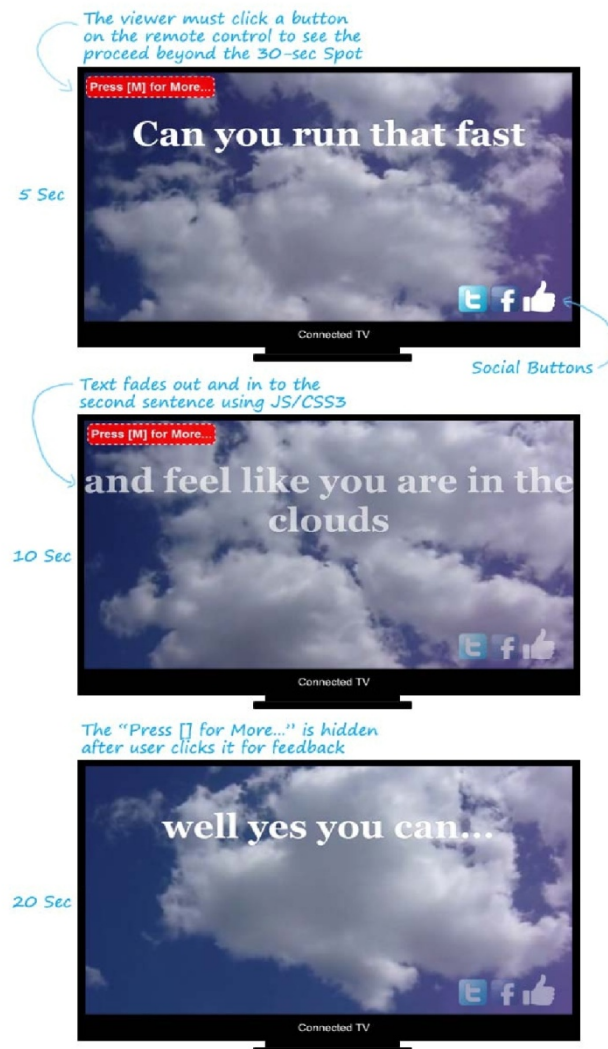 The viewer must click a button
on the remote control to see the
proceed beyond the 30-sec Spot
Press [M] for More...
Can you run that fast
5 Sec
Connected TV
Social Buttons
Text fades out and in to the
second sentence using JS/CSS3
Press [M] for More...
and feel like you are in the
clouds
10 Sec
Connected TV
The “Press [] for More...” is hidden
after user clicks it for feedback
well yes you can...
20 Sec
Connected TV